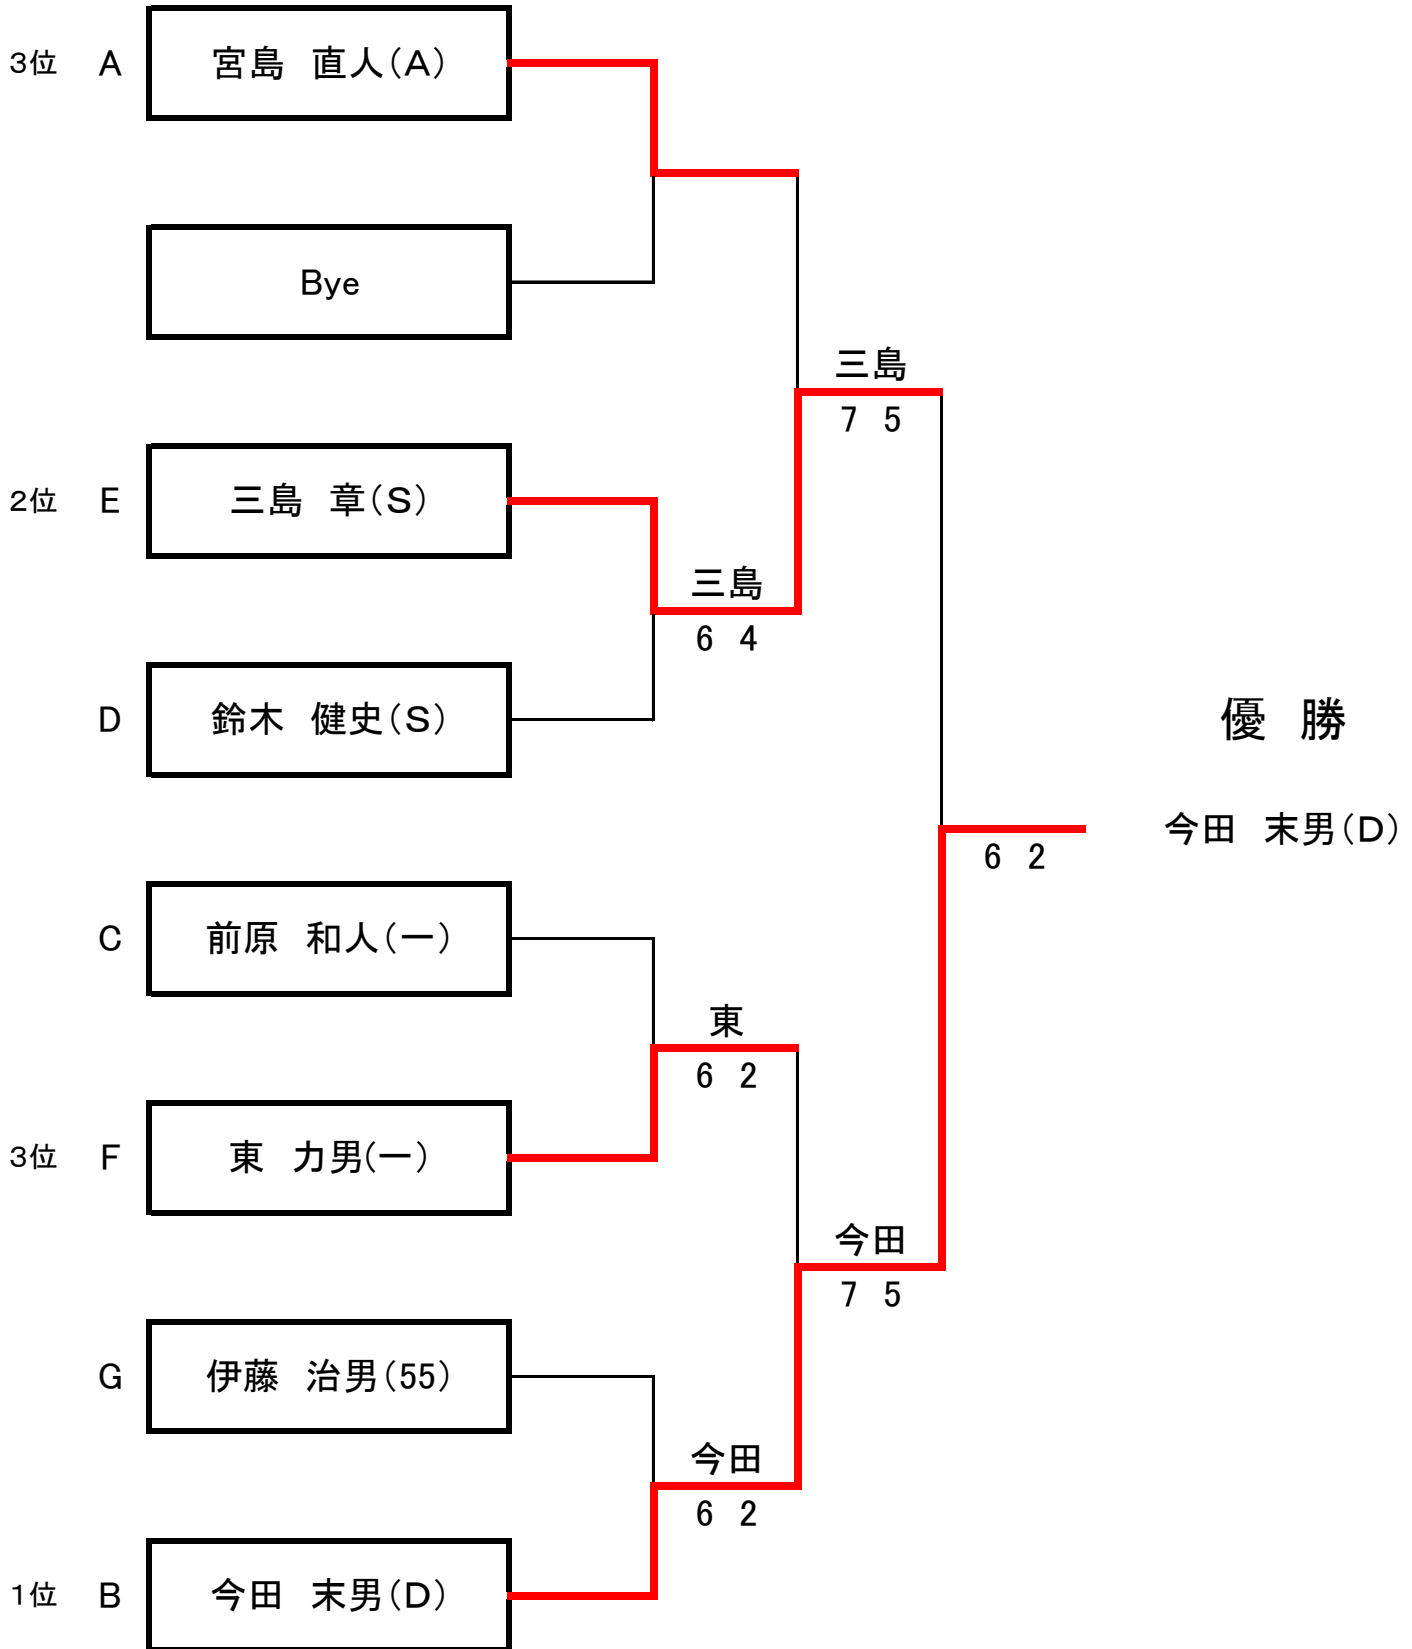 3位 A 宮島 直人(A)
Bye
三島
7 5
2位 E 三島 章(S)
三島
6 4
D 鈴木 健史(S)
優 勝
今田 末男(D)
6 2
C 前原 和人(一)
東
6 2
3位 F 東 力男(一)
今田
7 5
G 伊藤 治男(55)
今田
6 2
1位 B 今田 末男(D)